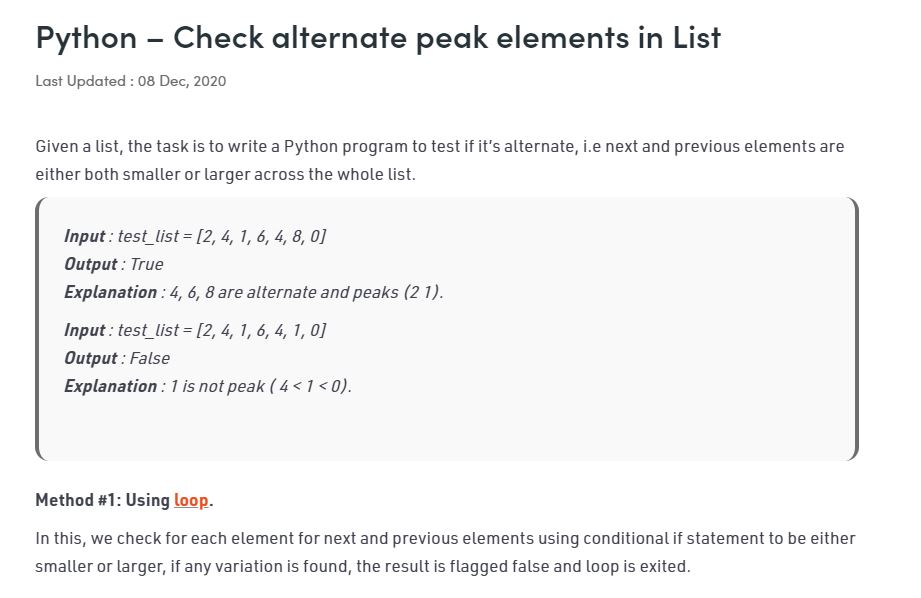 Python – Check alternate peak elements in List
Last Updated : 08 Dec, 2020
Given a list, the task is to write a Python program to test if it’s alternate, i.e next and previous elements are
either both smaller or larger across the whole list.
Input : test_list = [2, 4, 1, 6, 4, 8, 0]
Output : True
Explanation : 4, 6, 8 are alternate and peaks (2 1).
Input : test_list = [2, 4, 1, 6, 4, 1, 0]
Output : False
Explanation : 1 is not peak ( 4 < 1 < 0).
Method #1: Using loop.
In this, we check for each element for next and previous elements using conditional if statement to be either
smaller or larger, if any variation is found, the result is flagged false and loop is exited.